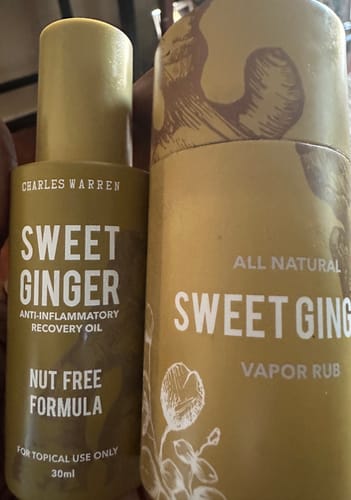 CHARLES WARREN
SWEET
GINGER
ANTI-INFLAMMATORY
RECOVERY OIL
NUT FREE
FORMULA
FOR TOPICAL USE ONLY
30ml
ALL NATURAL
SWEET GING
VAPOR RUB